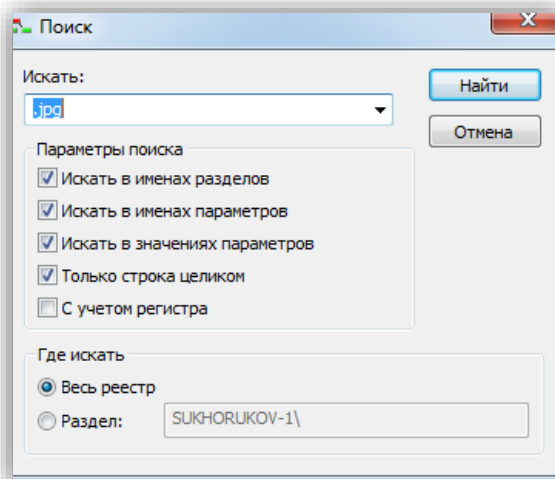 Поиск
Искать:
Найти
.jpg
Отмена
Параметры поиска
Искать в именах разделов
Искать в именах параметров
Искать в значениях параметров
Только строка целиком
С учетом регистра
Где искать
Весь реестр
Раздел:
SUKHORUKOV-1\